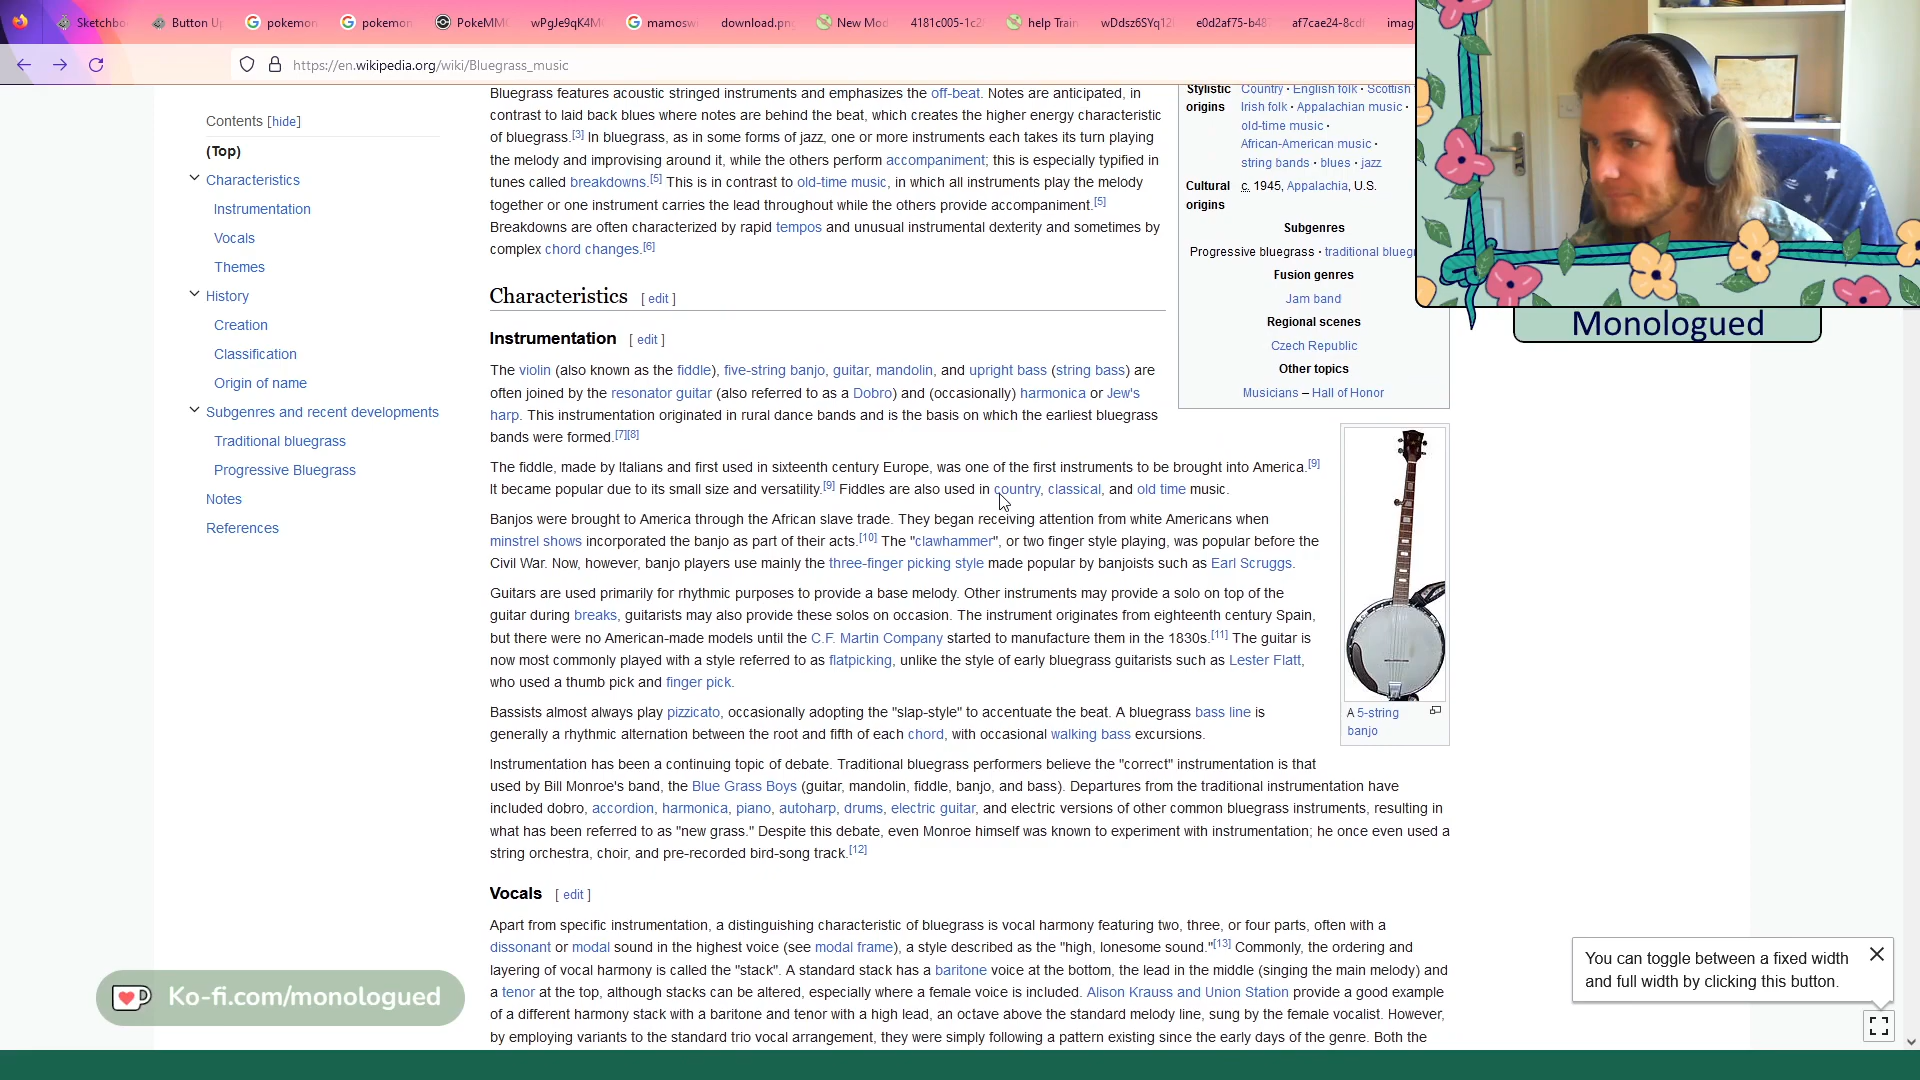 Sketchbo
Button Up
pokemon
pokemon
PokeMMO
wPgJe9qK4M
mamosw
download.pn
New Mod
4181c005-1c2
help Train
wDdsz6SYq12
e0d2af75-b48
af7cae24-8cdf
imag
https://en.wikipedia.org/wiki/Bluegrass_music
Contents [hide]
(Top)
Characteristics
Instrumentation
Vocals
Themes
History
Creation
Classification
Origin of name
Subgenres and recent developments
Traditional bluegrass
Progressive Bluegrass
Notes
References
Bluegrass features acoustic stringed instruments and emphasizes the off-beat. Notes are anticipated, in
contrast to laid back blues where notes are behind the beat, which creates the higher energy characteristic
of bluegrass.[3] In bluegrass, as in some forms of jazz, one or more instruments each takes its turn playing
the melody and improvising around it, while the others perform accompaniment; this is especially typified in
tunes called breakdowns.[5] This is in contrast to old-time music, in which all instruments play the melody
together or one instrument carries the lead throughout while the others provide accompaniment.[5]
Breakdowns are often characterized by rapid tempos and unusual instrumental dexterity and sometimes by
complex chord changes.[6]
Characteristics [ edit ]
Instrumentation [ edit ]
The violin (also known as the fiddle), five-string banjo, guitar, mandolin, and upright bass (string bass) are
often joined by the resonator guitar (also referred to as a Dobro) and (occasionally) harmonica or Jew's
harp. This instrumentation originated in rural dance bands and is the basis on which the earliest bluegrass
bands were formed.[7][8]
The fiddle, made by Italians and first used in sixteenth century Europe, was one of the first instruments to be brought into America.[9]
It became popular due to its small size and versatility.[9] Fiddles are also used in country, classical, and old time music.
Banjos were brought to America through the African slave trade. They began receiving attention from white Americans when
minstrel shows incorporated the banjo as part of their acts.[10] The "clawhammer", or two finger style playing, was popular before the
Civil War. Now, however, banjo players use mainly the three-finger picking style made popular by banjoists such as Earl Scruggs.
Guitars are used primarily for rhythmic purposes to provide a base melody. Other instruments may provide a solo on top of the
guitar during breaks, guitarists may also provide these solos on occasion. The instrument originates from eighteenth century Spain,
but there were no American-made models until the C.F. Martin Company started to manufacture them in the 1830s.[11] The guitar is
now most commonly played with a style referred to as flatpicking, unlike the style of early bluegrass guitarists such as Lester Flatt,
who used a thumb pick and finger pick.
Bassists almost always play pizzicato, occasionally adopting the "slap-style" to accentuate the beat. A bluegrass bass line is
generally a rhythmic alternation between the root and fifth of each chord, with occasional walking bass excursions.
Instrumentation has been a continuing topic of debate. Traditional bluegrass performers believe the "correct" instrumentation is that
used by Bill Monroe's band, the Blue Grass Boys (guitar, mandolin, fiddle, banjo, and bass). Departures from the traditional instrumentation have
included dobro, accordion, harmonica, piano, autoharp, drums, electric guitar, and electric versions of other common bluegrass instruments, resulting in
what has been referred to as "new grass." Despite this debate, even Monroe himself was known to experiment with instrumentation; he once even used a
string orchestra, choir, and pre-recorded bird-song track.[12]
Vocals [ edit ]
Apart from specific instrumentation, a distinguishing characteristic of bluegrass is vocal harmony featuring two, three, or four parts, often with a
dissonant or modal sound in the highest voice (see modal frame), a style described as the "high, lonesome sound."[13] Commonly, the ordering and
layering of vocal harmony is called the "stack". A standard stack has a baritone voice at the bottom, the lead in the middle (singing the main melody) and
a tenor at the top, although stacks can be altered, especially where a female voice is included. Alison Krauss and Union Station provide a good example
of a different harmony stack with a baritone and tenor with a high lead, an octave above the standard melody line, sung by the female vocalist. However,
by employing variants to the standard trio vocal arrangement, they were simply following a pattern existing since the early days of the genre. Both the
Stylistic origins
Country · English folk · Scottish
Irish folk · Appalachian music ·
old-time music ·
African-American music ·
string bands · blues · jazz
Cultural origins
c. 1945, Appalachia, U.S.
Subgenres
Progressive bluegrass · traditional bluegr
Fusion genres
Jam band
Regional scenes
Czech Republic
Other topics
Musicians – Hall of Honor
A 5-string
banjo
Monologued
Ko-fi.com/monologued
You can toggle between a fixed width
and full width by clicking this button.